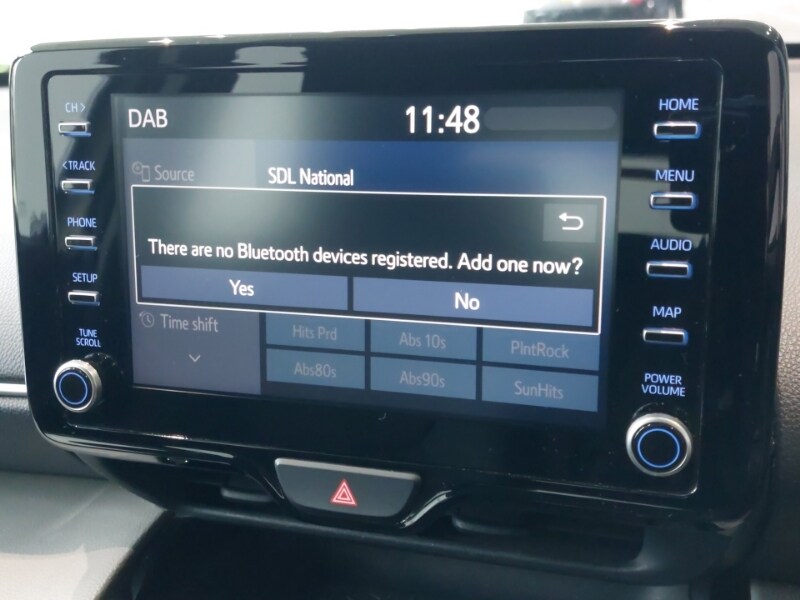 CH>
<TRACK
PHONE
SETUP
TUNE
SCROLL
DAB
11:48
Source
SDL National
There are no Bluetooth devices registered. Add one now?
Yes
No
Time shift
Hits Prd
Abs 10s
PlntRock
Abs80s
Abs90s
SunHits
HOME
MENU
AUDIO
MAP
POWER
VOLUME